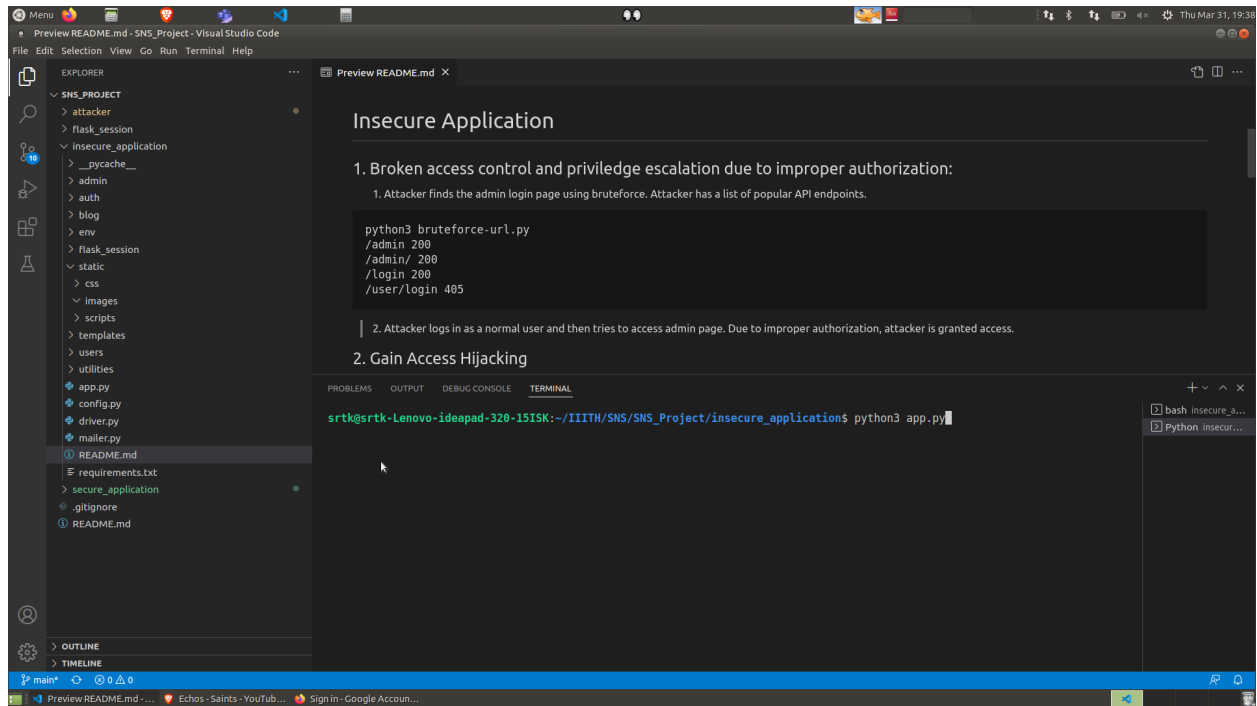 Menu
Thu Mar 31, 19:38
Preview README.md - SNS_Project - Visual Studio Code
File Edit Selection View Go Run Terminal Help
EXPLORER
Preview README.md
SNS_PROJECT
attacker
flask_session
insecure_application
__pycache__
admin
auth
blog
env
flask_session
static
css
images
scripts
templates
users
utilities
app.py
config.py
driver.py
mailer.py
README.md
requirements.txt
secure_application
.gitignore
README.md
OUTLINE
TIMELINE
10
Insecure Application
1. Broken access control and priviledge escalation due to improper authorization:
1. Attacker finds the admin login page using bruteforce. Attacker has a list of popular API endpoints.
python3 bruteforce-url.py
/admin 200
/admin/ 200
/login 200
/user/login 405
2. Attacker logs in as a normal user and then tries to access admin page. Due to improper authorization, attacker is granted access.
2. Gain Access Hijacking
PROBLEMS OUTPUT DEBUG CONSOLE TERMINAL
srtk@srtk-Lenovo-ideapad-320-15ISK:~/IIITH/SNS/SNS_Project/insecure_application$ python3 app.py
bash insecure_a...
Python insecur...
main* 0 0
Preview README.md - ... Echos - Saints - YouTub... Sign in - Google Accoun...